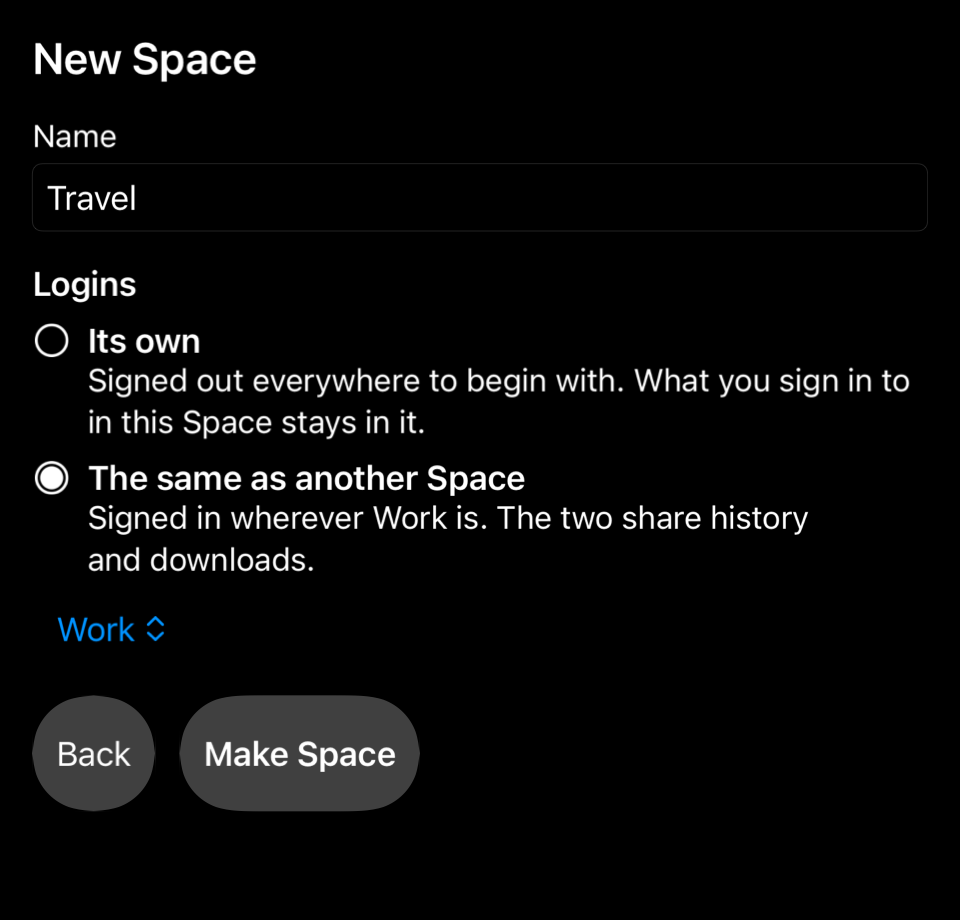 New Space
Name
Travel
Logins
Its own
Signed out everywhere to begin with. What you sign in to
in this Space stays in it.
The same as another Space
Signed in wherever Work is. The two share history
and downloads.
Work
Back
Make Space